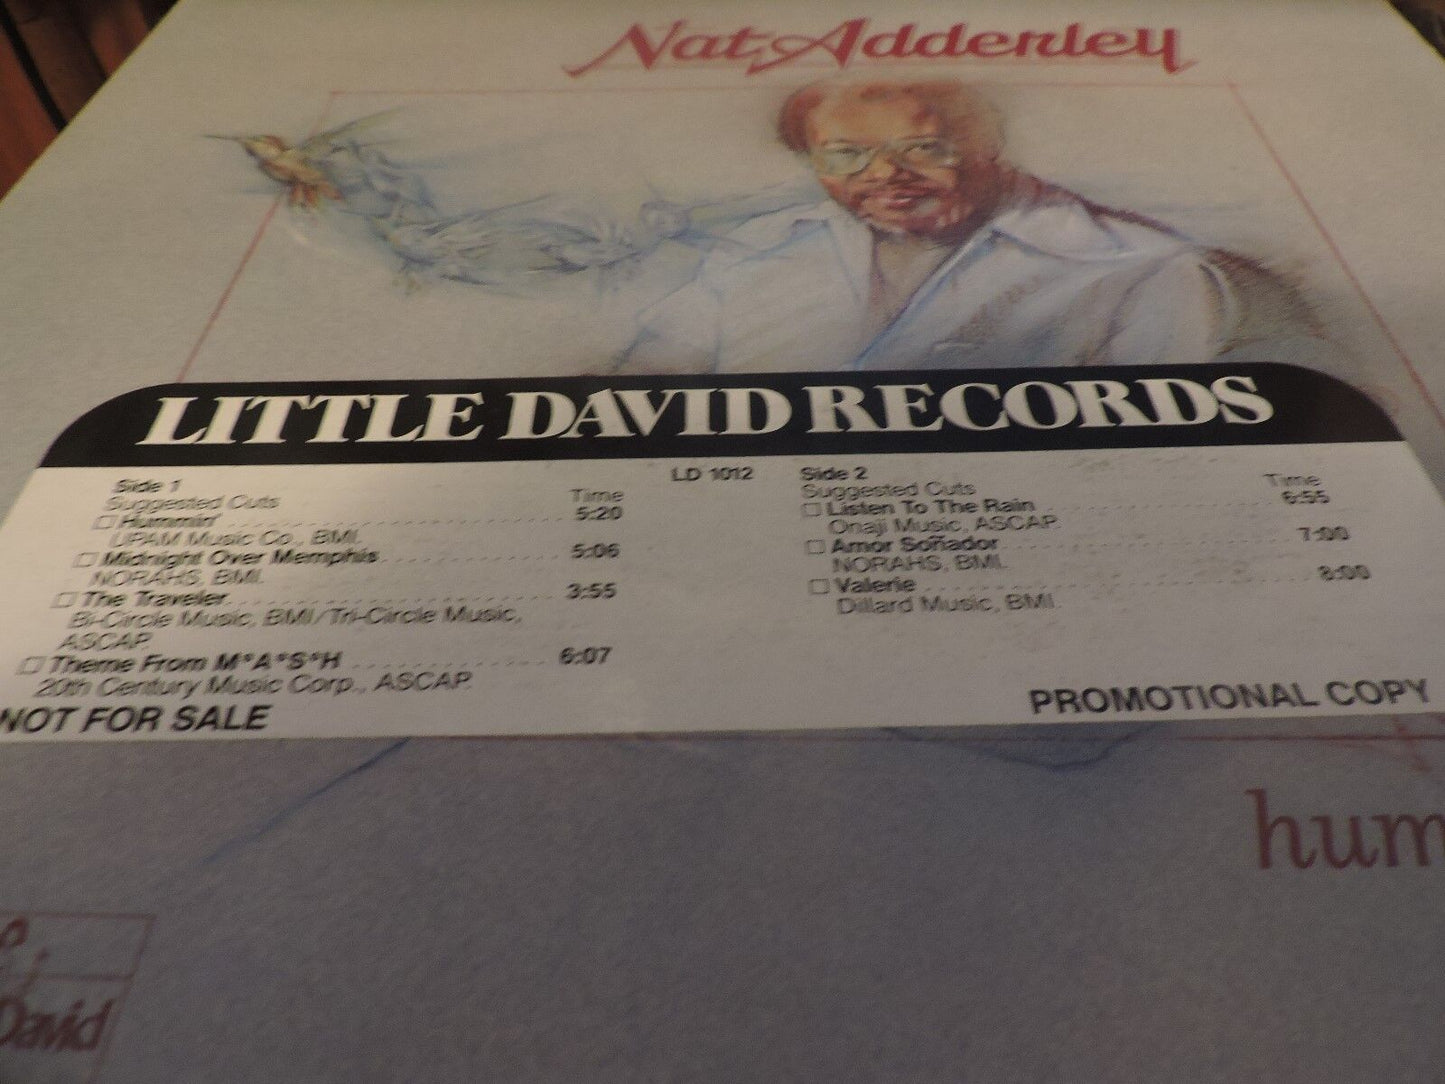 Nat Adderley
LITTLE DAVID RECORDS
LD 1012
Side 1
Suggested Cuts Time
□ Hummin' 5:20
UPAM Music Co., BMI.
□ Midnight Over Memphis 5:06
NORAHS, BMI.
□ The Traveler 3:55
Bi-Circle Music, BMI/Tri-Circle Music,
ASCAP.
□ Theme From M*A*S*H 6:07
20th Century Music Corp., ASCAP.
Side 2
Suggested Cuts Time
□ Listen To The Rain 6:55
Onaji Music, ASCAP.
□ Amor Soñador 7:00
NORAHS, BMI.
□ Valerie 8:00
Dillard Music, BMI.
NOT FOR SALE
PROMOTIONAL COPY
hum
David